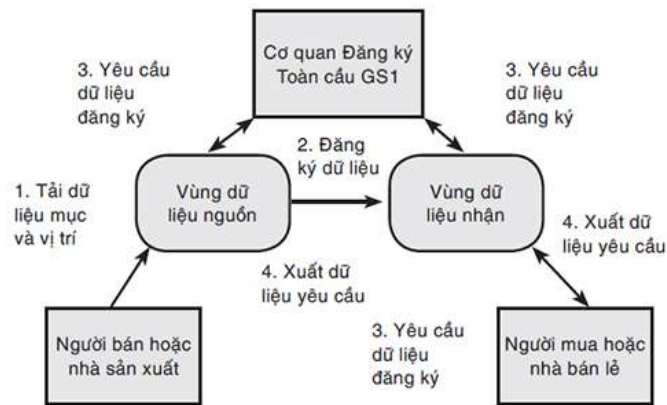 Cơ quan Đăng ký
Toàn cầu GS1
3. Yêu cầu
dữ liệu
đăng ký
3. Yêu cầu
dữ liệu
đăng ký
2. Đăng
ký dữ liệu
1. Tải dữ
liệu mục
và vị trí
Vùng dữ
liệu nguồn
Vùng dữ
liệu nhận
4. Xuất dữ
liệu yêu cầu
4. Xuất dữ
liệu yêu cầu
Người bán hoặc
nhà sản xuất
3. Yêu cầu
dữ liệu
đăng ký
Người mua hoặc
nhà bán lẻ